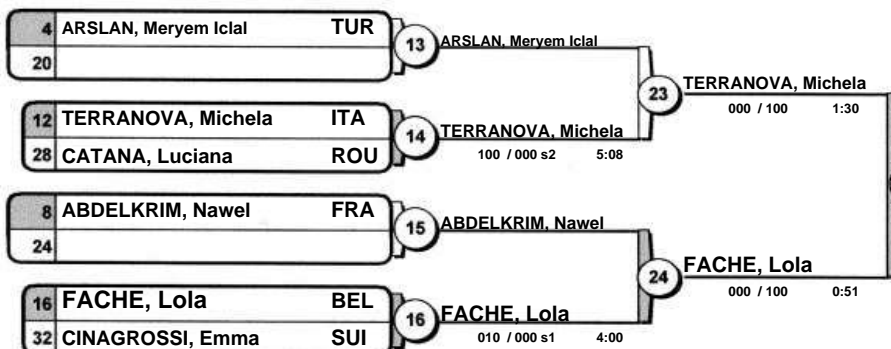 4 ARSLAN, Meryem Iclal TUR
20
13 ARSLAN, Meryem Iclal
12 TERRANOVA, Michela ITA
28 CATANA, Luciana ROU
14 TERRANOVA, Michela
100 / 000 s2 5:08
23 TERRANOVA, Michela
000 / 100 1:30
8 ABDELKRIM, Nawel FRA
24
15 ABDELKRIM, Nawel
16 FACHE, Lola BEL
32 CINAGROSSI, Emma SUI
16 FACHE, Lola
010 / 000 s1 4:00
24 FACHE, Lola
000 / 100 0:51